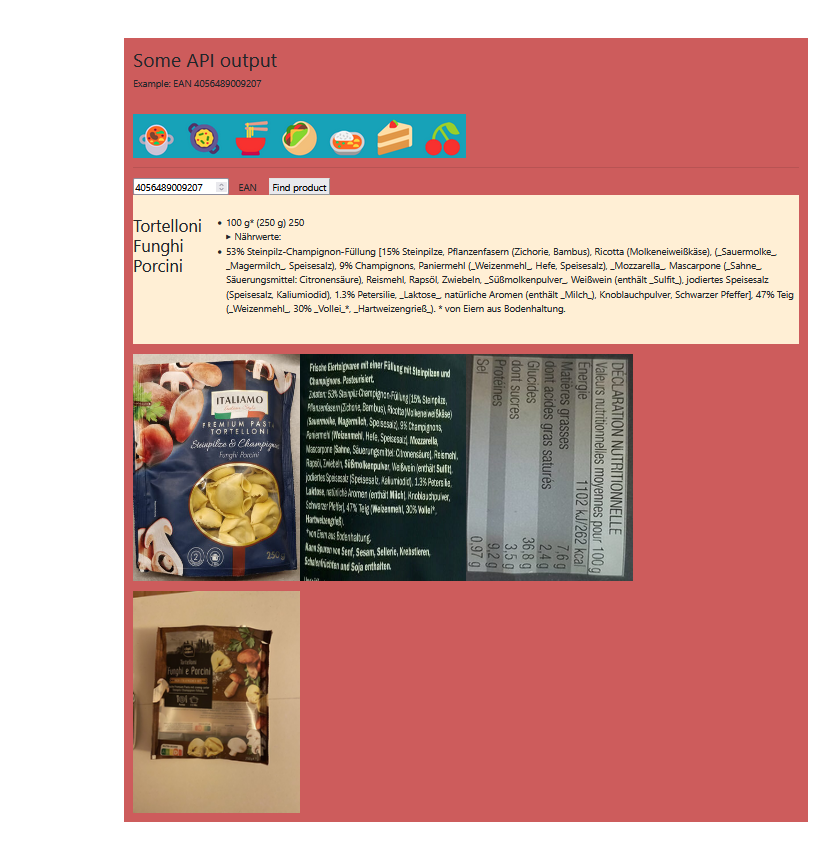 Some API output
Example: EAN 4056489009207
4056489009207 EAN Find product
Tortelloni
Funghi
Porcini
100 g* (250 g) 250
Nährwerte:
53% Steinpilz-Champignon-Füllung [15% Steinpilze, Pflanzenfasern (Zichorie, Bambus), Ricotta (Molkeneiweißkäse), (_Sauermolke_,
_Magermilch_, Speisesalz), 9% Champignons, Paniermehl (_Weizenmehl_, Hefe, Speisesalz), _Mozzarella_, Mascarpone (_Sahne_,
Säuerungsmittel: Citronensäure), Reismehl, Rapsöl, Zwiebeln, _Süßmolkenpulver_, Weißwein (enthält _Sulfit_), jodiertes Speisesalz
(Speisesalz, Kaliumiodid), 1.3% Petersilie, _Laktose_, natürliche Aromen (enthält _Milch_), Knoblauchpulver, Schwarzer Pfeffer], 47% Teig
(_Weizenmehl_, 30% _Vollei_*, _Hartweizengrieß_). * von Eiern aus Bodenhaltung.
ITALIAMO
PREMIUM PASTA
TORTELLONI
Steinpilze & Champignon
Funghi Porcini
250 g
Frische Eierteigwaren mit einer Füllung mit Steinpilzen und
Champignons. Pasteurisiert.
Zutaten: 53% Steinpilz-Champignon-Füllung [15% Steinpilze,
Pflanzenfasern (Zichorie, Bambus), Ricotta (Molkeneiweißkäse)
(Sauermolke, Magermilch, Speisesalz), 9% Champignons,
Paniermehl (Weizenmehl, Hefe, Speisesalz), Mozzarella,
Mascarpone (Sahne, Säuerungsmittel: Citronensäure), Reismehl,
Rapsöl, Zwiebeln, Süßmolkenpulver, Weißwein (enthält Sulfit),
jodiertes Speisesalz (Speisesalz, Kaliumiodid), 1.3% Petersilie,
Laktose, natürliche Aromen (enthält Milch), Knoblauchpulver,
Schwarzer Pfeffer], 47% Teig (Weizenmehl, 30% Vollei*,
Hartweizengrieß).
*von Eiern aus Bodenhaltung.
Kann Spuren von Senf, Sesam, Sellerie, Krebstieren,
Schalenfrüchten und Soja enthalten.
DÉCLARATION NUTRITIONNELLE
Valeurs nutritionnelles moyennes pour 100g
Énergie 1102 kJ/262 kcal
Matières grasses 7,6 g
dont acides gras saturés 2,4 g
Glucides 36,8 g
dont sucres 3,5 g
Protéines 9,2 g
Sel 0,97 g
Tortelloni
Funghi e Porcini